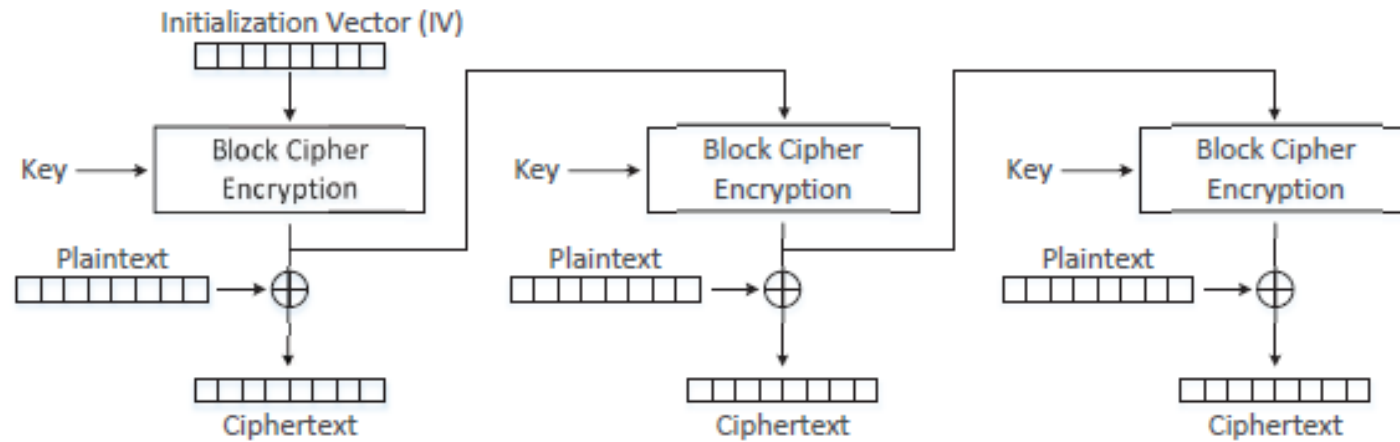 Initialization Vector (IV)
Key
Block Cipher
Encryption
Key
Block Cipher
Encryption
Key
Block Cipher
Encryption
Plaintext
Plaintext
Plaintext
Ciphertext
Ciphertext
Ciphertext